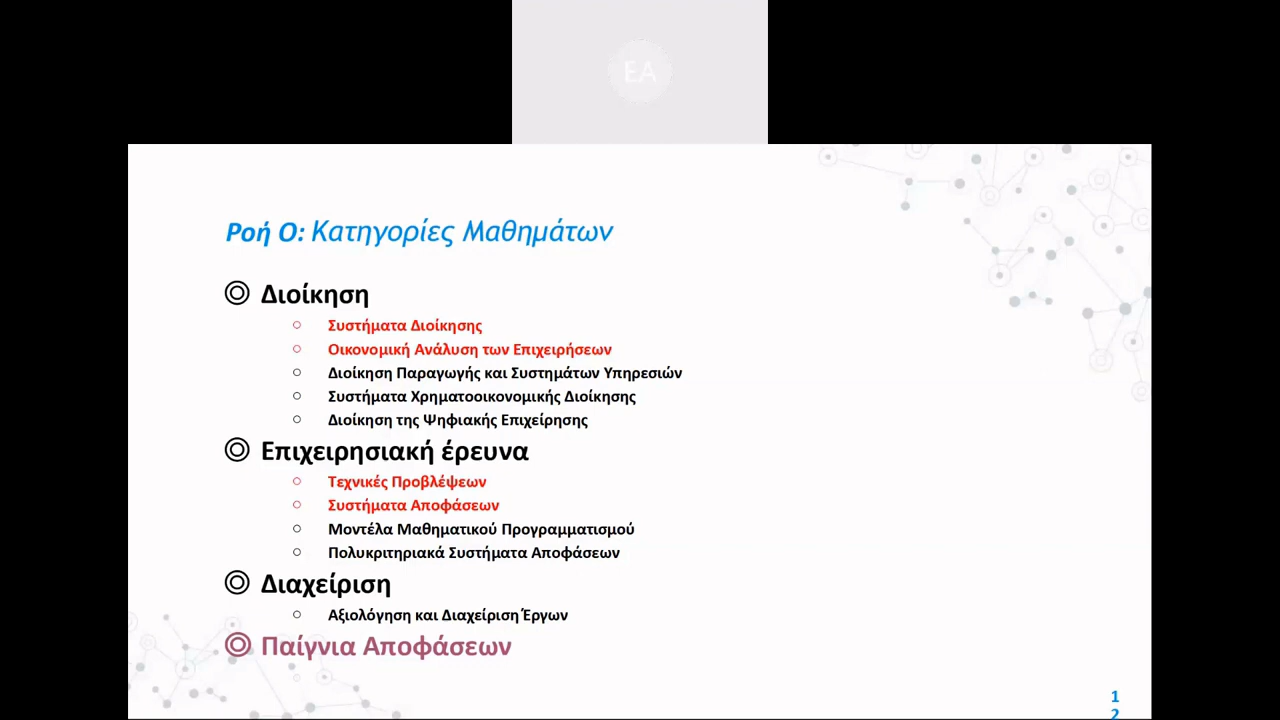 EA
Ροή Ο: Κατηγορίες Μαθημάτων
Διοίκηση
Συστήματα Διοίκησης
Οικονομική Ανάλυση των Επιχειρήσεων
Διοίκηση Παραγωγής και Συστημάτων Υπηρεσιών
Συστήματα Χρηματοοικονομικής Διοίκησης
Διοίκηση της Ψηφιακής Επιχείρησης
Επιχειρησιακή έρευνα
Τεχνικές Προβλέψεων
Συστήματα Αποφάσεων
Μοντέλα Μαθηματικού Προγραμματισμού
Πολυκριτηριακά Συστήματα Αποφάσεων
Διαχείριση
Αξιολόγηση και Διαχείριση Έργων
Παίγνια Αποφάσεων
1
2